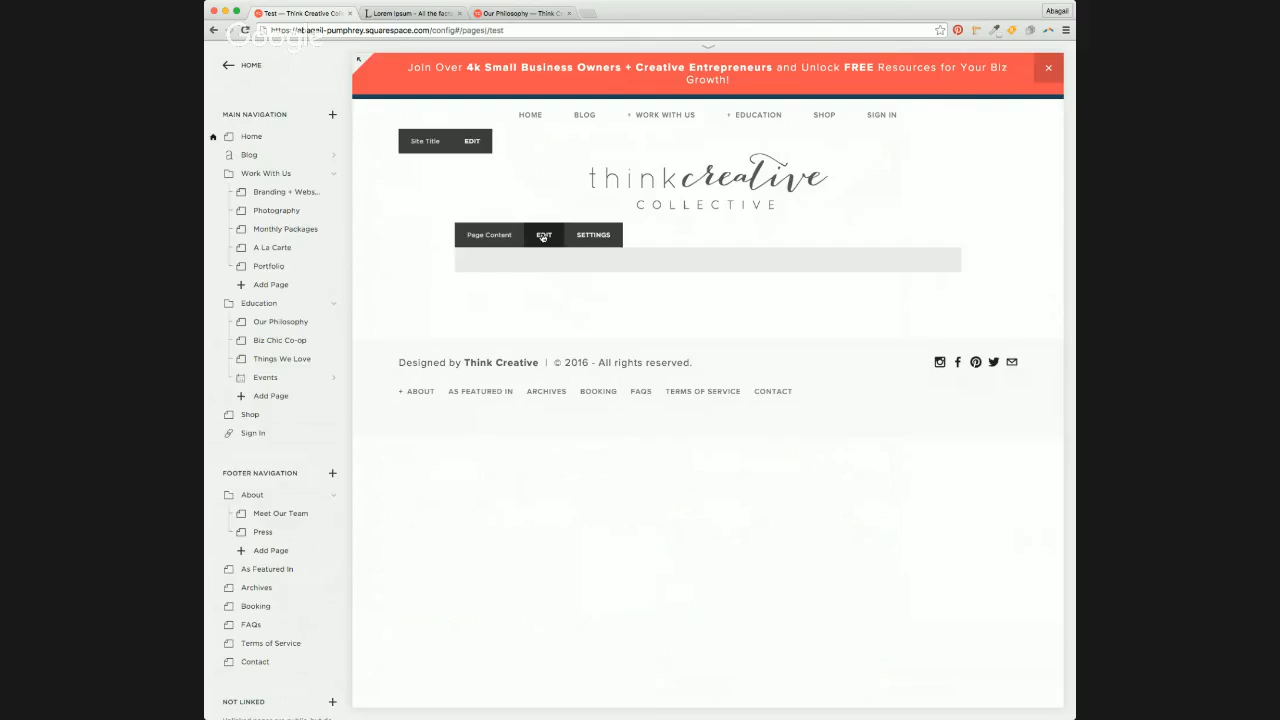 Test — Think Creative Coll
Lorem Ipsum - All the facts
Our Philosophy — Think C
Abagail
https://abagail-pumphrey.squarespace.com/config#/pages|/test
Google
HOME
MAIN NAVIGATION
Home
Blog
Work With Us
Branding + Webs...
Photography
Monthly Packages
A La Carte
Portfolio
Add Page
Education
Our Philosophy
Biz Chic Co-op
Things We Love
Events
Add Page
Shop
Sign In
FOOTER NAVIGATION
About
Meet Our Team
Press
Add Page
As Featured In
Archives
Booking
FAQs
Terms of Service
Contact
NOT LINKED
Join Over 4k Small Business Owners + Creative Entrepreneurs and Unlock FREE Resources for Your Biz
Growth!
HOME BLOG + WORK WITH US + EDUCATION SHOP SIGN IN
Site Title EDIT
thinkcreative
COLLECTIVE
Page Content EDIT SETTINGS
Designed by Think Creative | © 2016 - All rights reserved.
+ ABOUT AS FEATURED IN ARCHIVES BOOKING FAQS TERMS OF SERVICE CONTACT